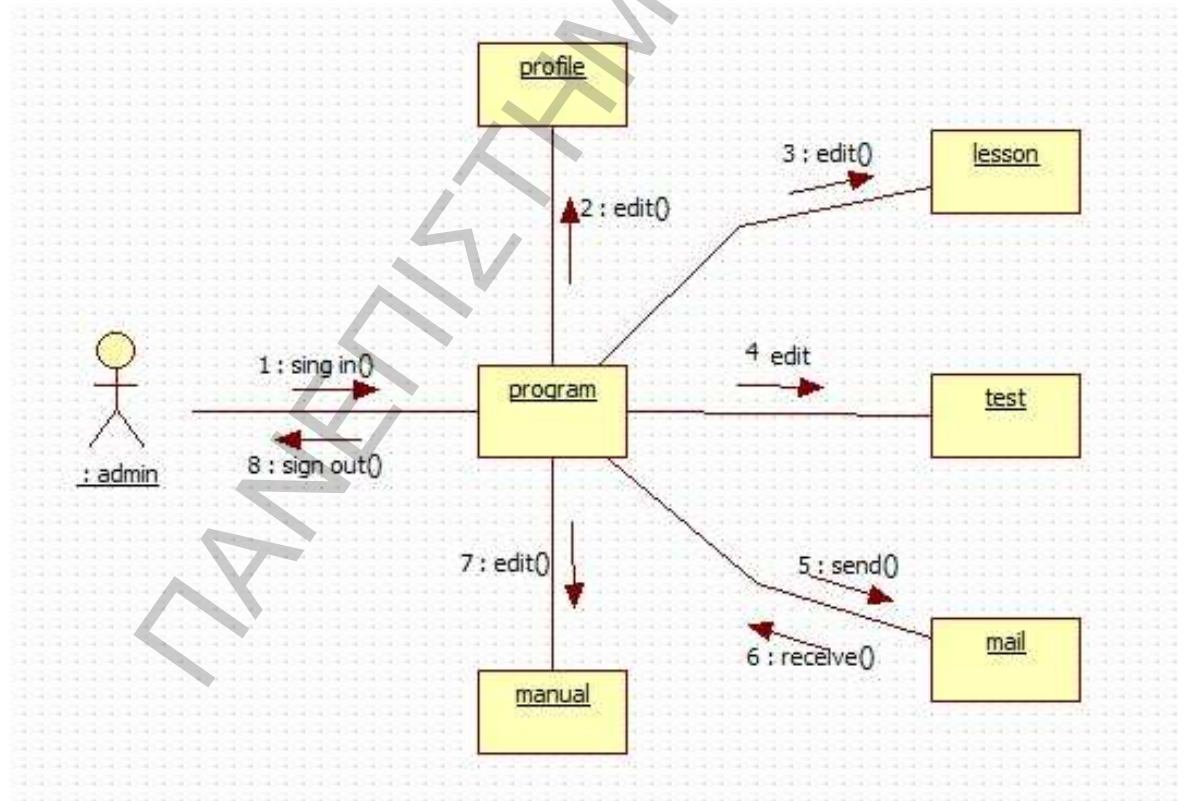 profile
3 : edit()
lesson
2 : edit()
1 : sing in()
program
4 edit
test
: admin
8 : sign out()
7 : edit()
5 : send()
6 : receive()
mail
manual
ΠΑΝΕΠΙΣΤΗΜ